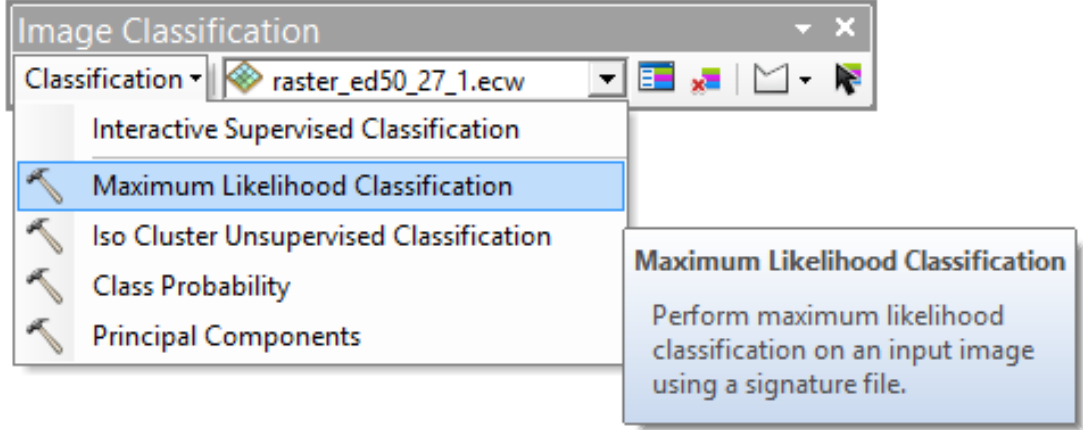 Image Classification
Classification
raster_ed50_27_1.ecw
Interactive Supervised Classification
Maximum Likelihood Classification
Iso Cluster Unsupervised Classification
Class Probability
Principal Components
Maximum Likelihood Classification
Perform maximum likelihood
classification on an input image
using a signature file.